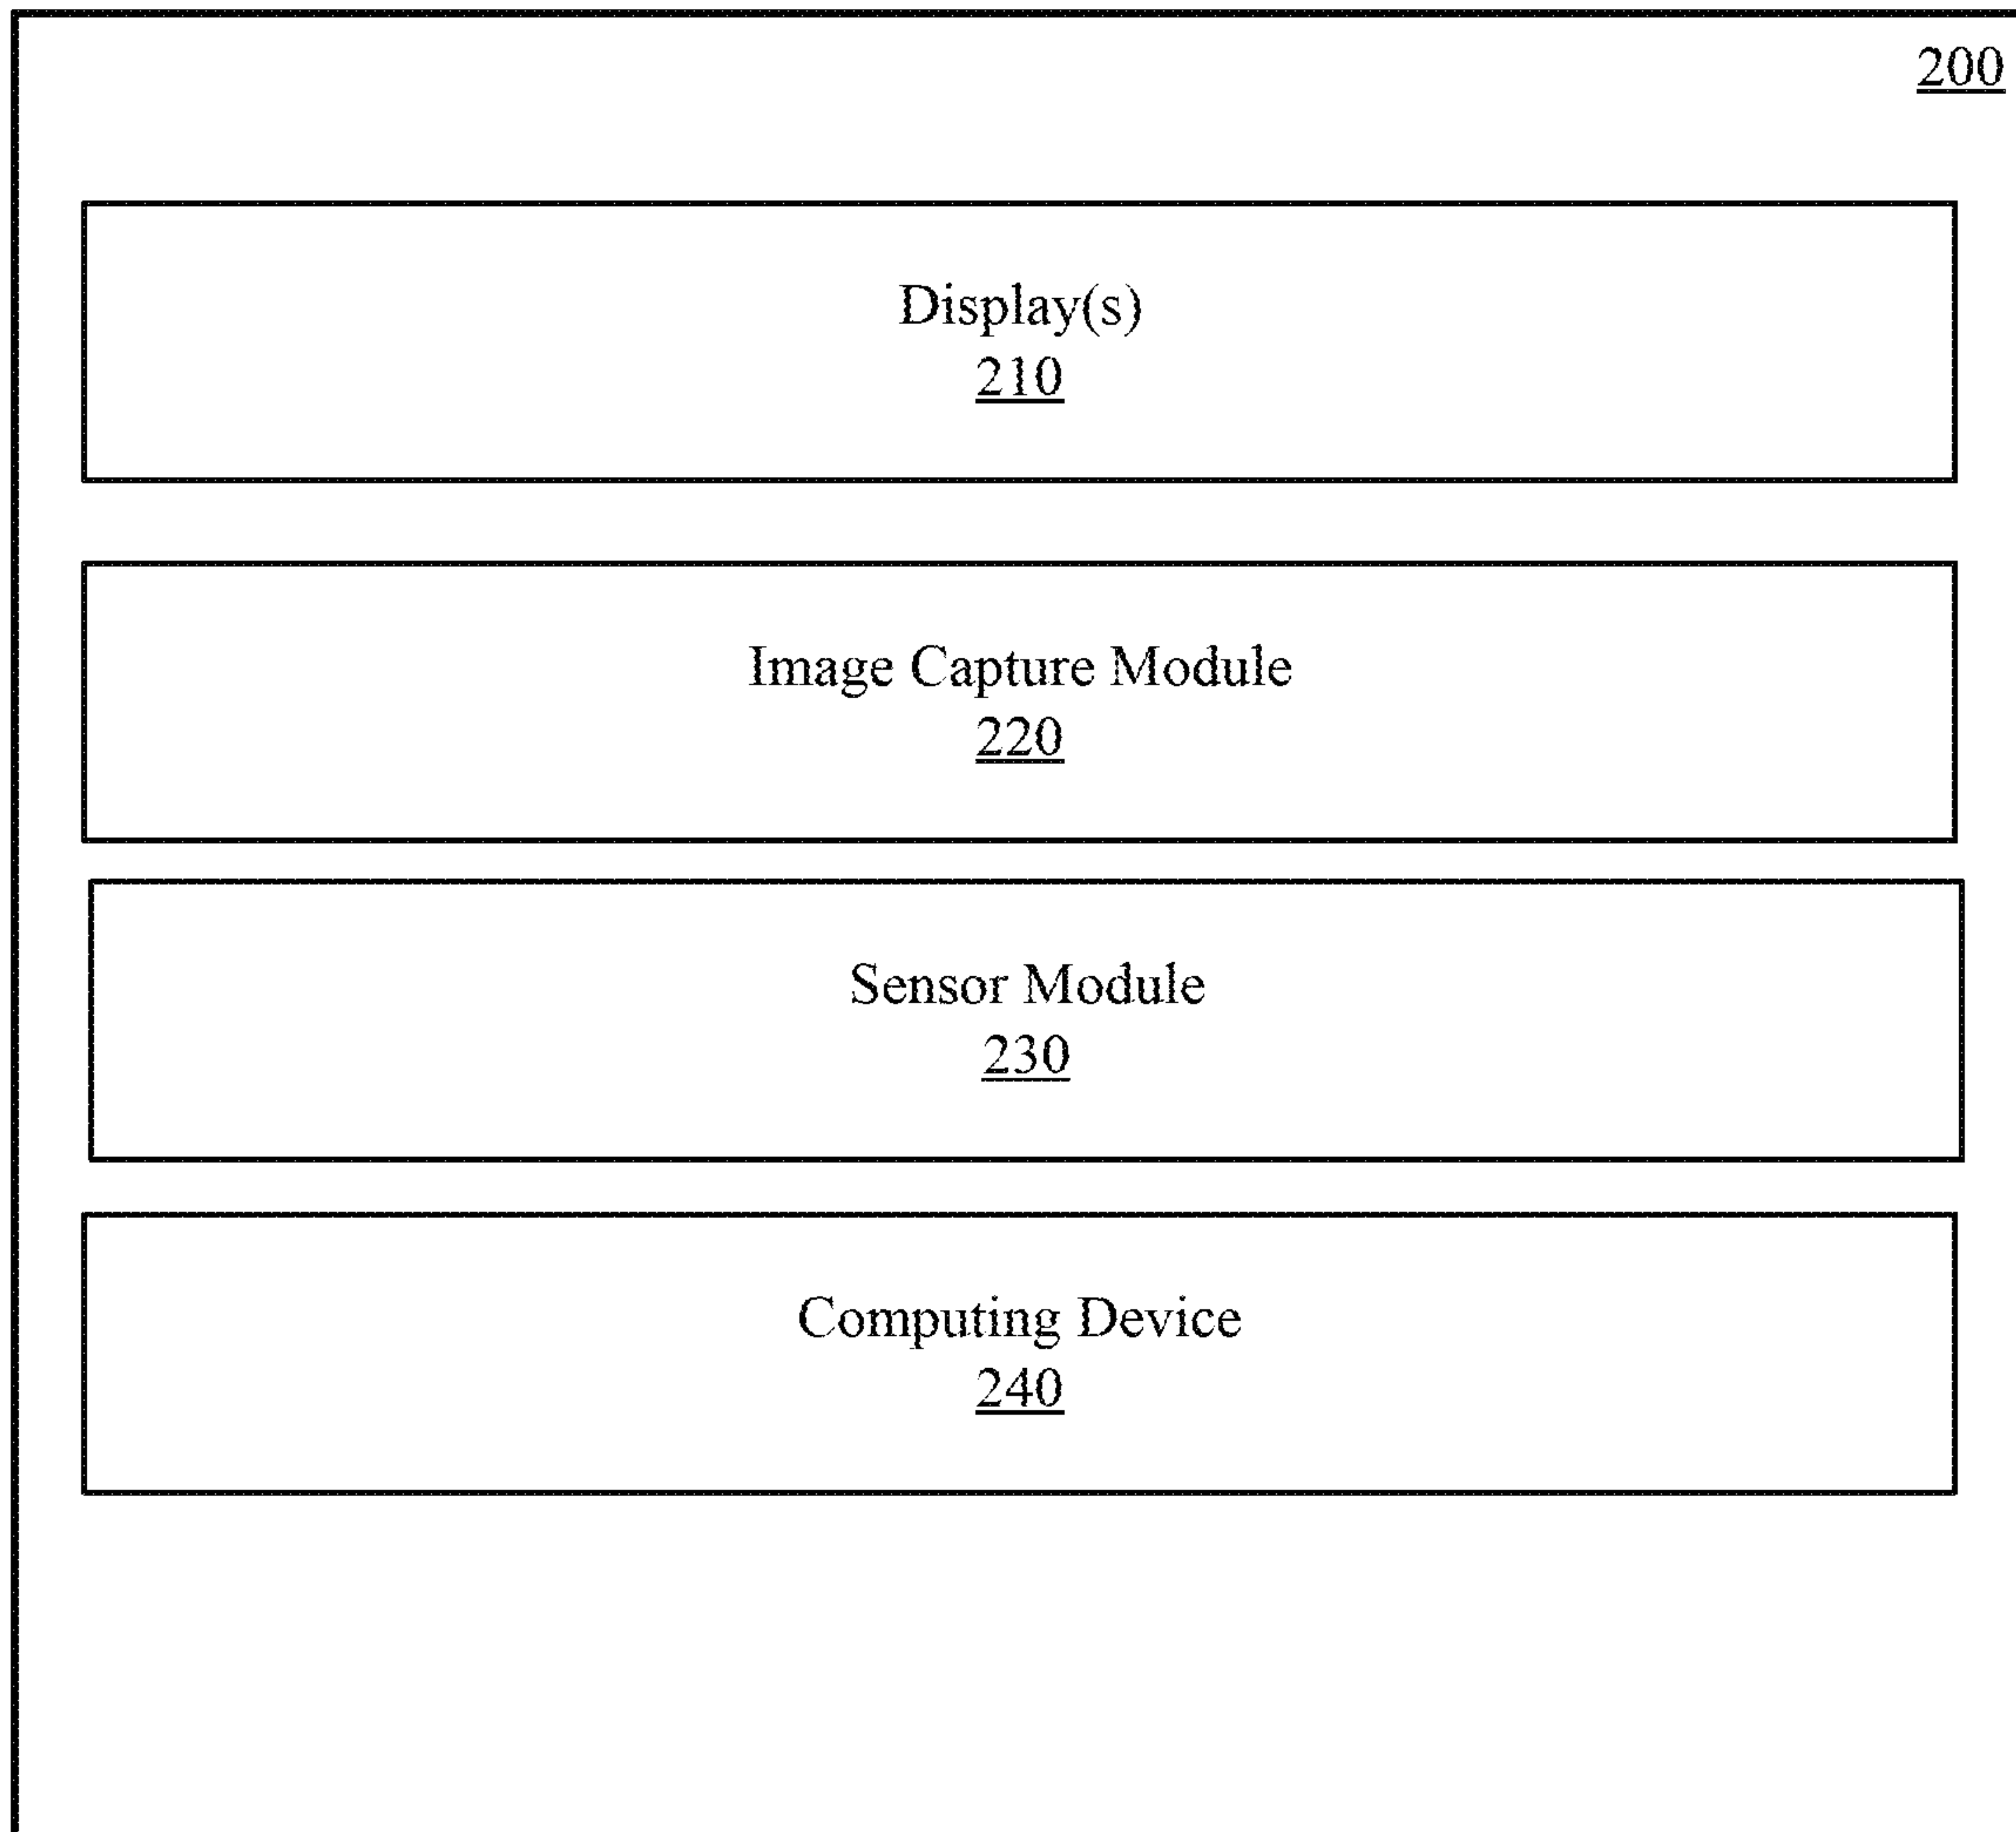 200
Display(s)
210
Image Capture Module
220
Sensor Module
230
Computing Device
240